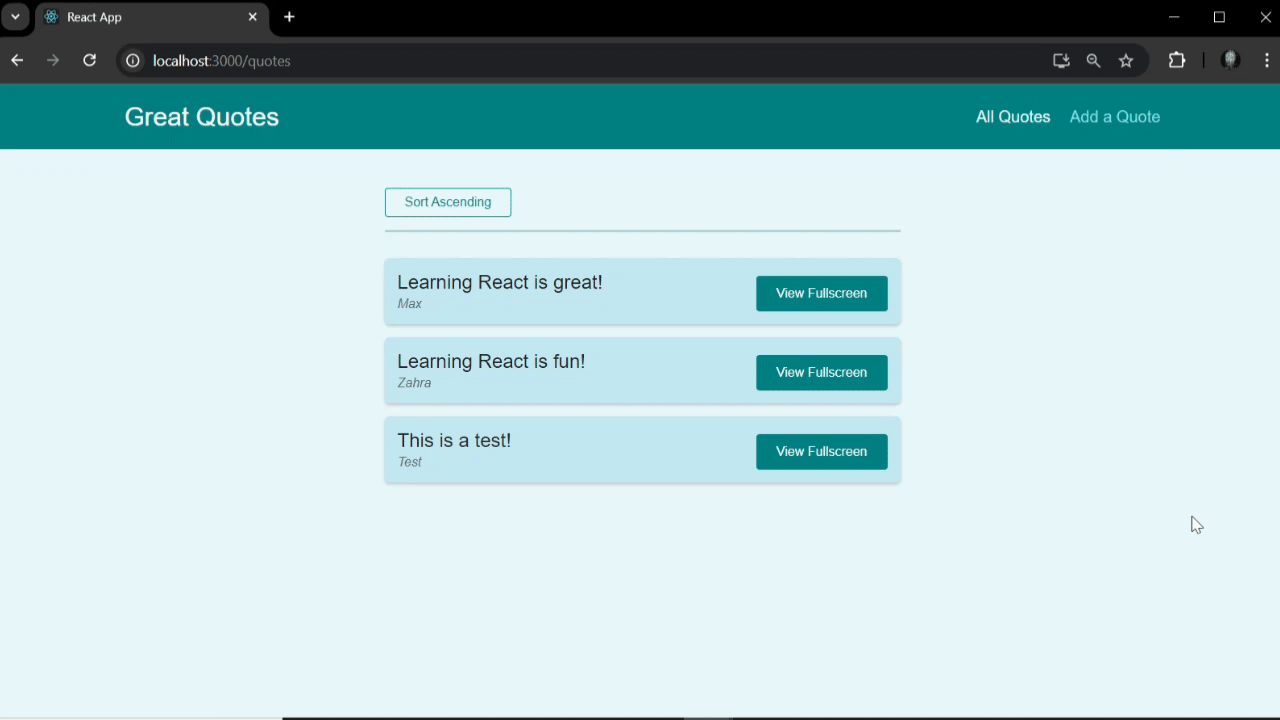 React App
localhost:3000/quotes
Great Quotes
All Quotes Add a Quote
Sort Ascending
Learning React is great!
Max
View Fullscreen
Learning React is fun!
Zahra
View Fullscreen
This is a test!
Test
View Fullscreen